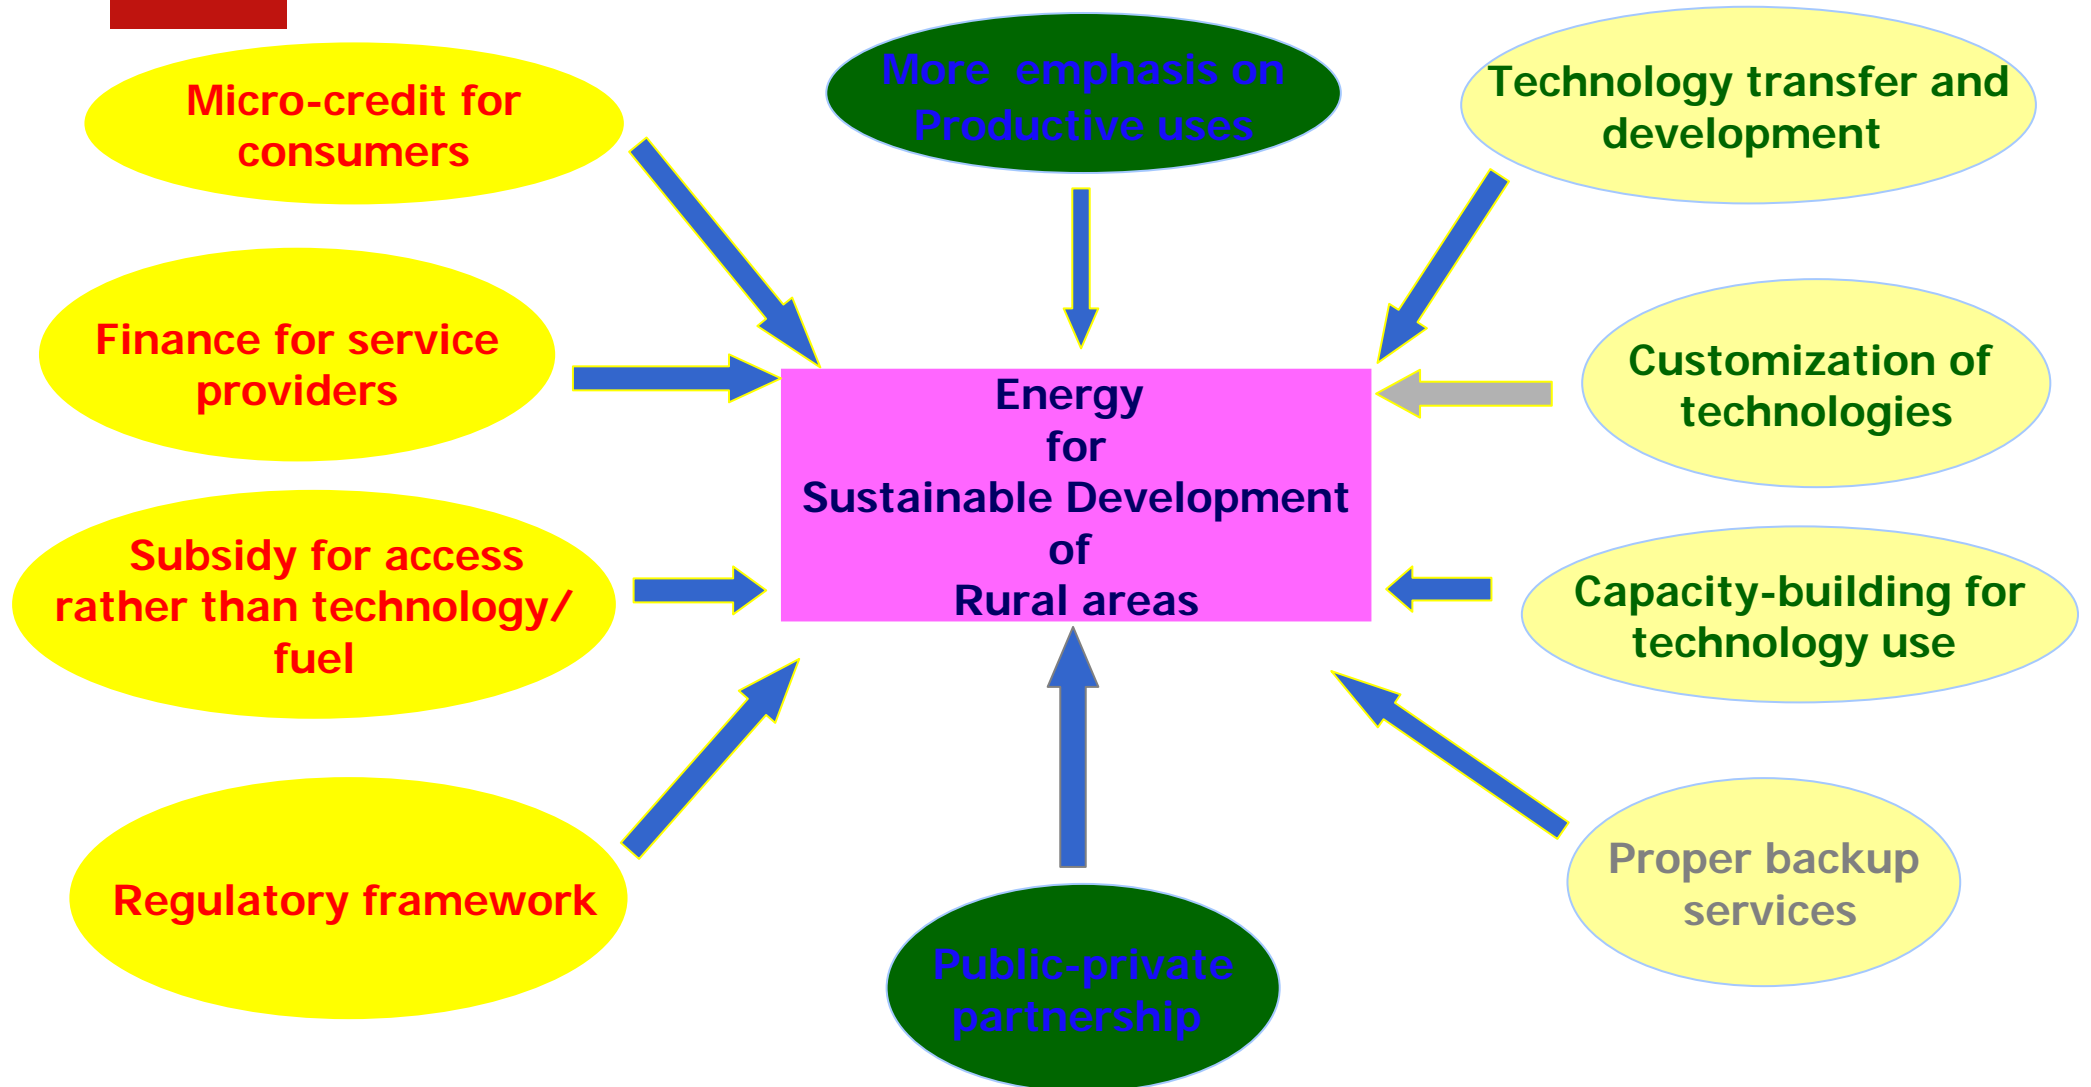 Micro-credit for
consumers
More emphasis on
Productive uses
Technology transfer and
development
Finance for service
providers
Energy
for
Sustainable Development
of
Rural areas
Customization of
technologies
Subsidy for access
rather than technology/
fuel
Capacity-building for
technology use
Regulatory framework
Public-private
partnership
Proper backup
services